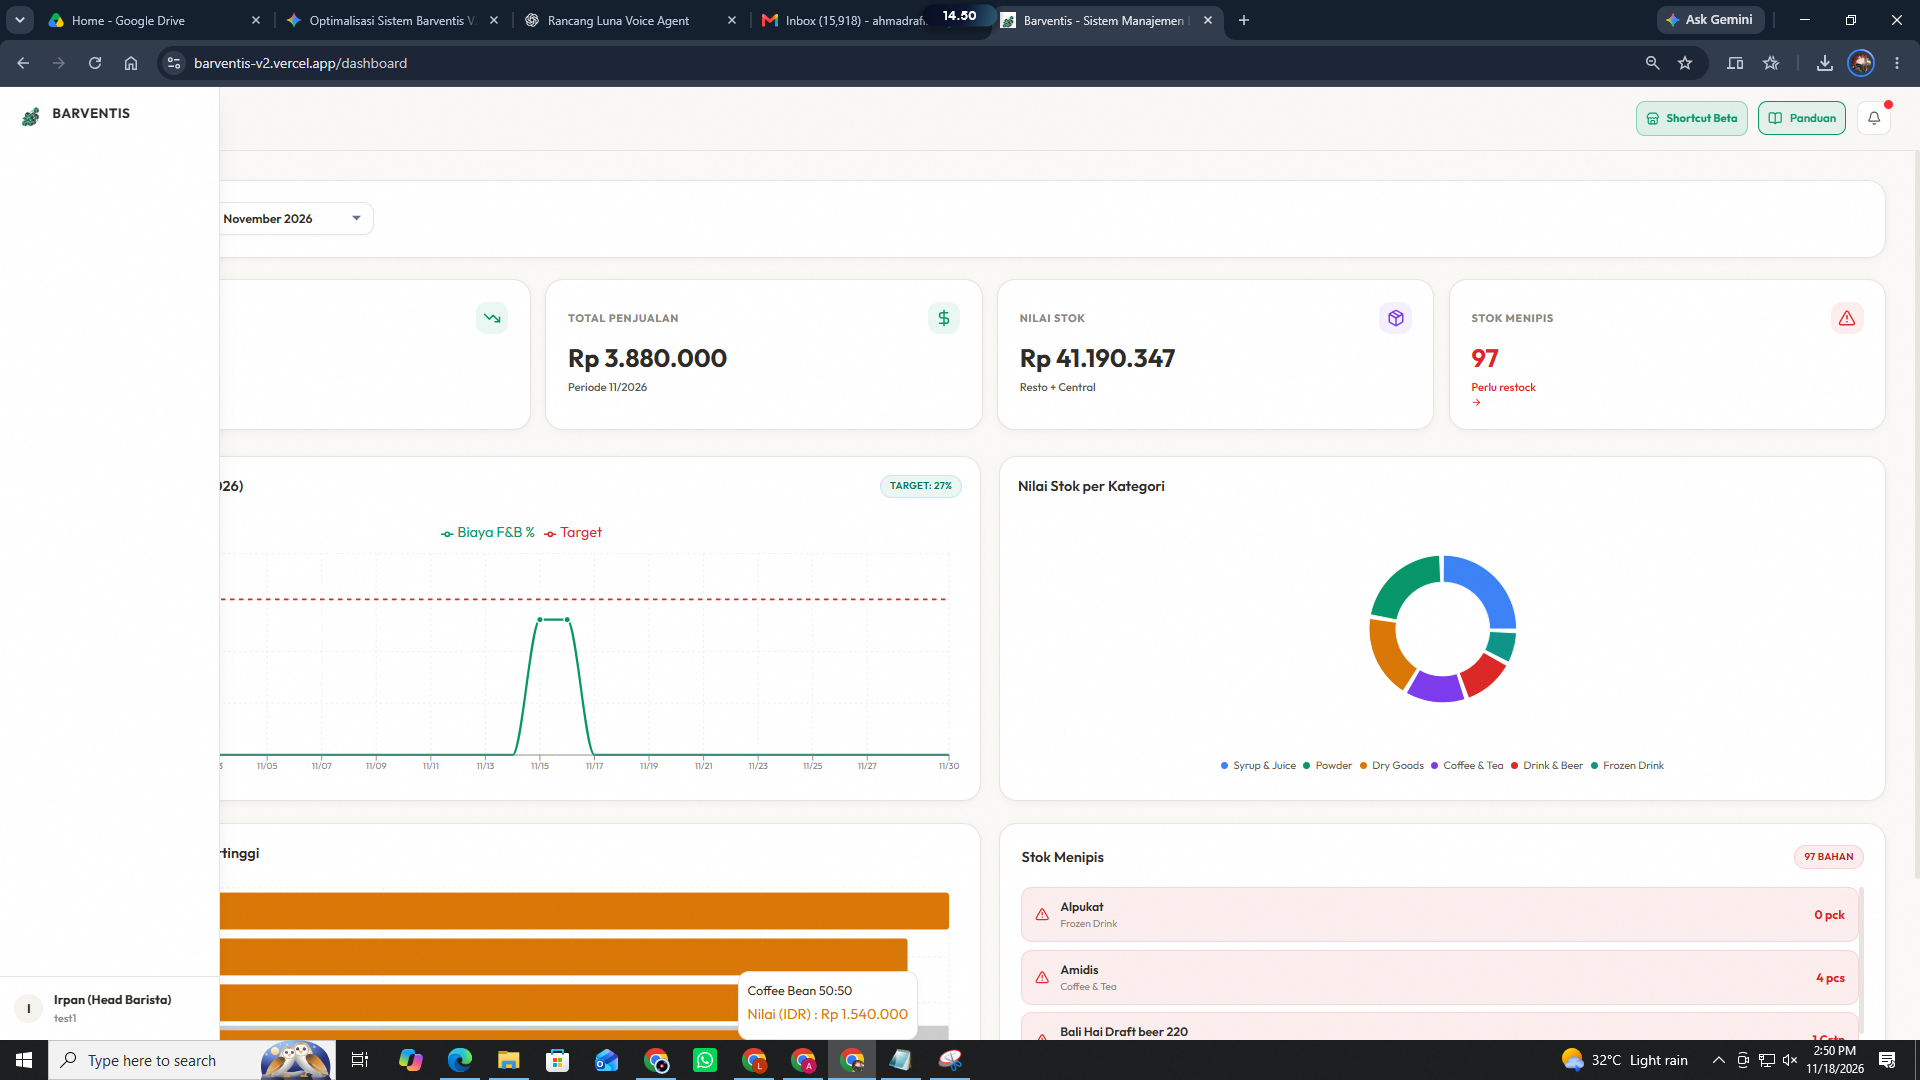 Home - Google Drive
Optimalisasi Sistem Barventis V
Rancang Luna Voice Agent
Inbox (15,918) - ahmadraf
14.50
Barventis - Sistem Manajemen
Ask Gemini
barventis-v2.vercel.app/dashboard
BARVENTIS
Shortcut Beta
Panduan
November 2026
TOTAL PENJUALAN
Rp 3.880.000
Periode 11/2026
NILAI STOK
Rp 41.190.347
Resto + Central
STOK MENIPIS
97
Perlu restock
→
026)
TARGET: 27%
Biaya F&B %
Target
11/05 11/07 11/09 11/11 11/13 11/15 11/17 11/19 11/21 11/23 11/25 11/27 11/30
Nilai Stok per Kategori
Syrup & Juice
Powder
Dry Goods
Coffee & Tea
Drink & Beer
Frozen Drink
rtinggi
Coffee Bean 50:50
Nilai (IDR) : Rp 1.540.000
Stok Menipis
97 BAHAN
Alpukat
Frozen Drink
0 pck
Amidis
Coffee & Tea
4 pcs
Bali Hai Draft beer 220
I
Irpan (Head Barista)
test1
Type here to search
32°C Light rain
2:50 PM
11/18/2026